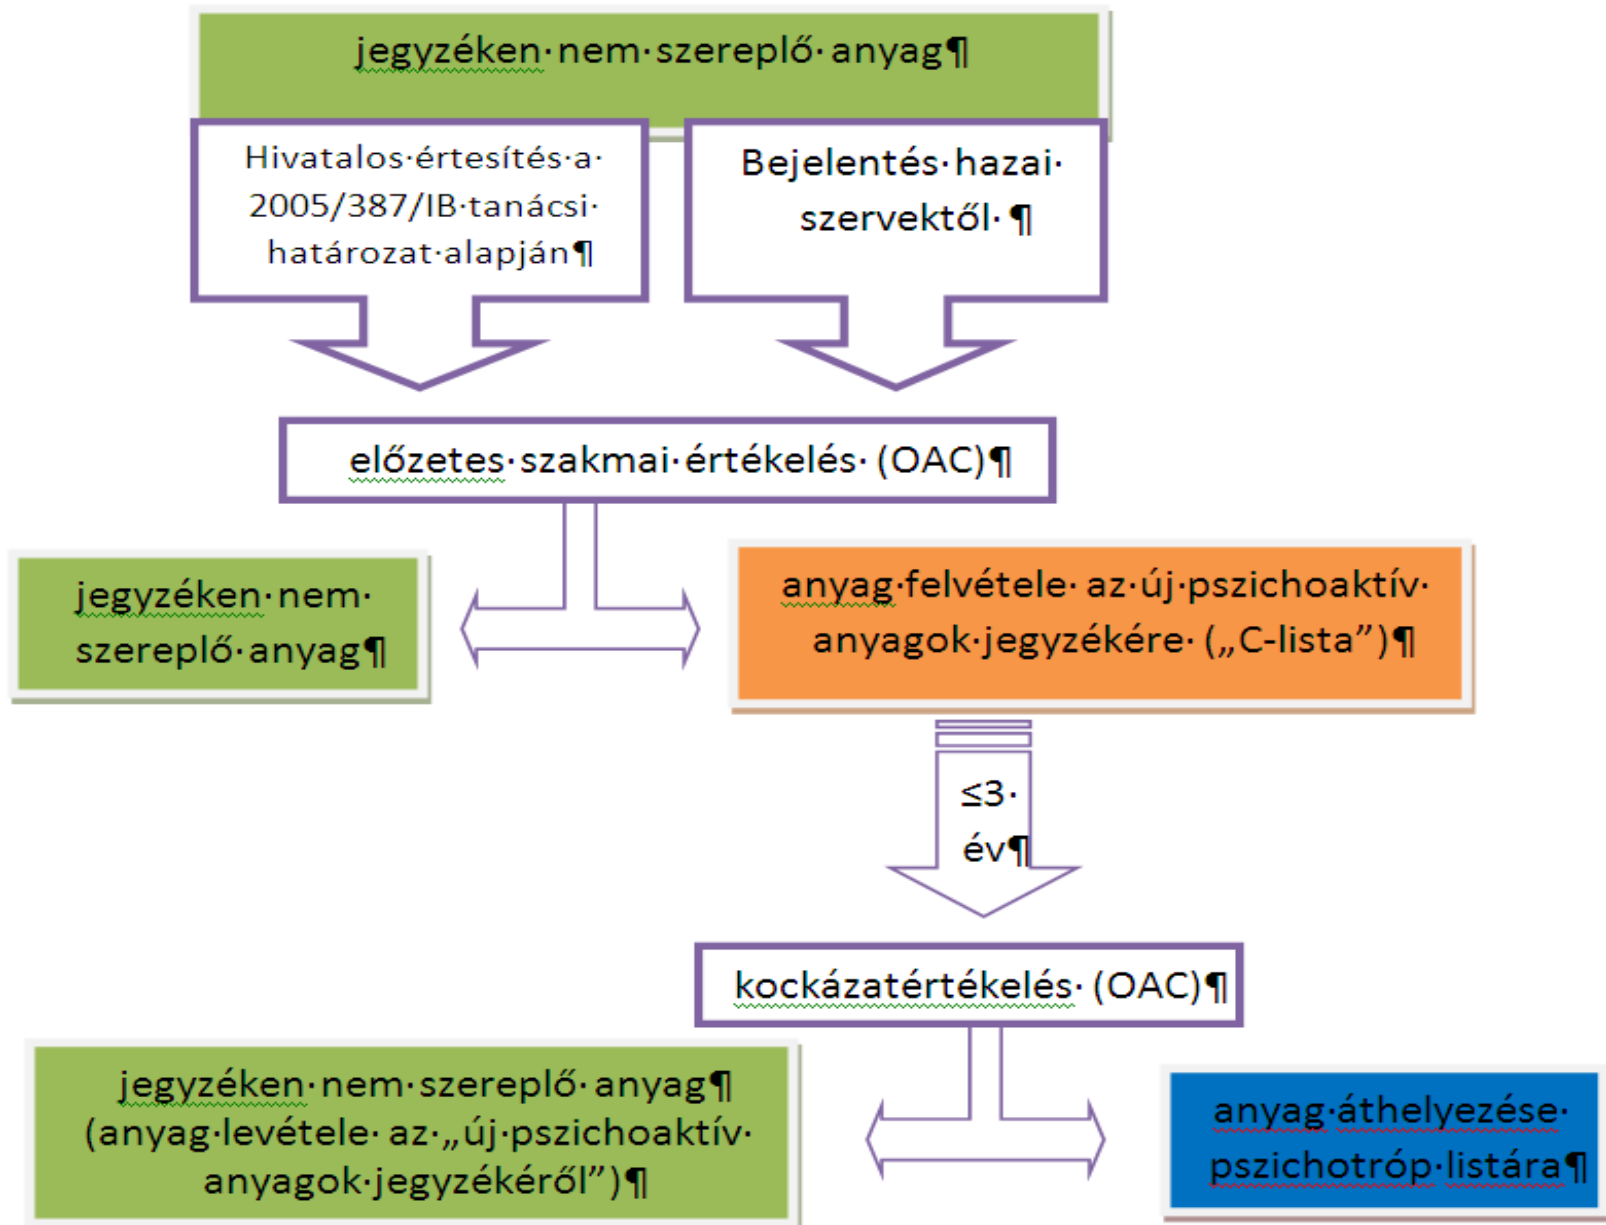 jegyzéken·nem·szereplő·anyag¶
Hivatalos·értesítés·a·
2005/387/IB·tanácsi·
határozat·alapján¶
Bejelentés·hazai·
szervektől·¶
előzetes·szakmai·értékelés·(OAC)¶
jegyzéken·nem·
szereplő·anyag¶
anyag·felvétele·az·új·pszichoaktív·
anyagok·jegyzékére·(„C-lista”)¶
≤3·
év¶
kockázatértékelés·(OAC)¶
jegyzéken·nem·szereplő·anyag¶
(anyag·levétele·az·„új·pszichoaktív·
anyagok·jegyzékéről”)¶
anyag·áthelyezése·
pszichotróp·listára¶